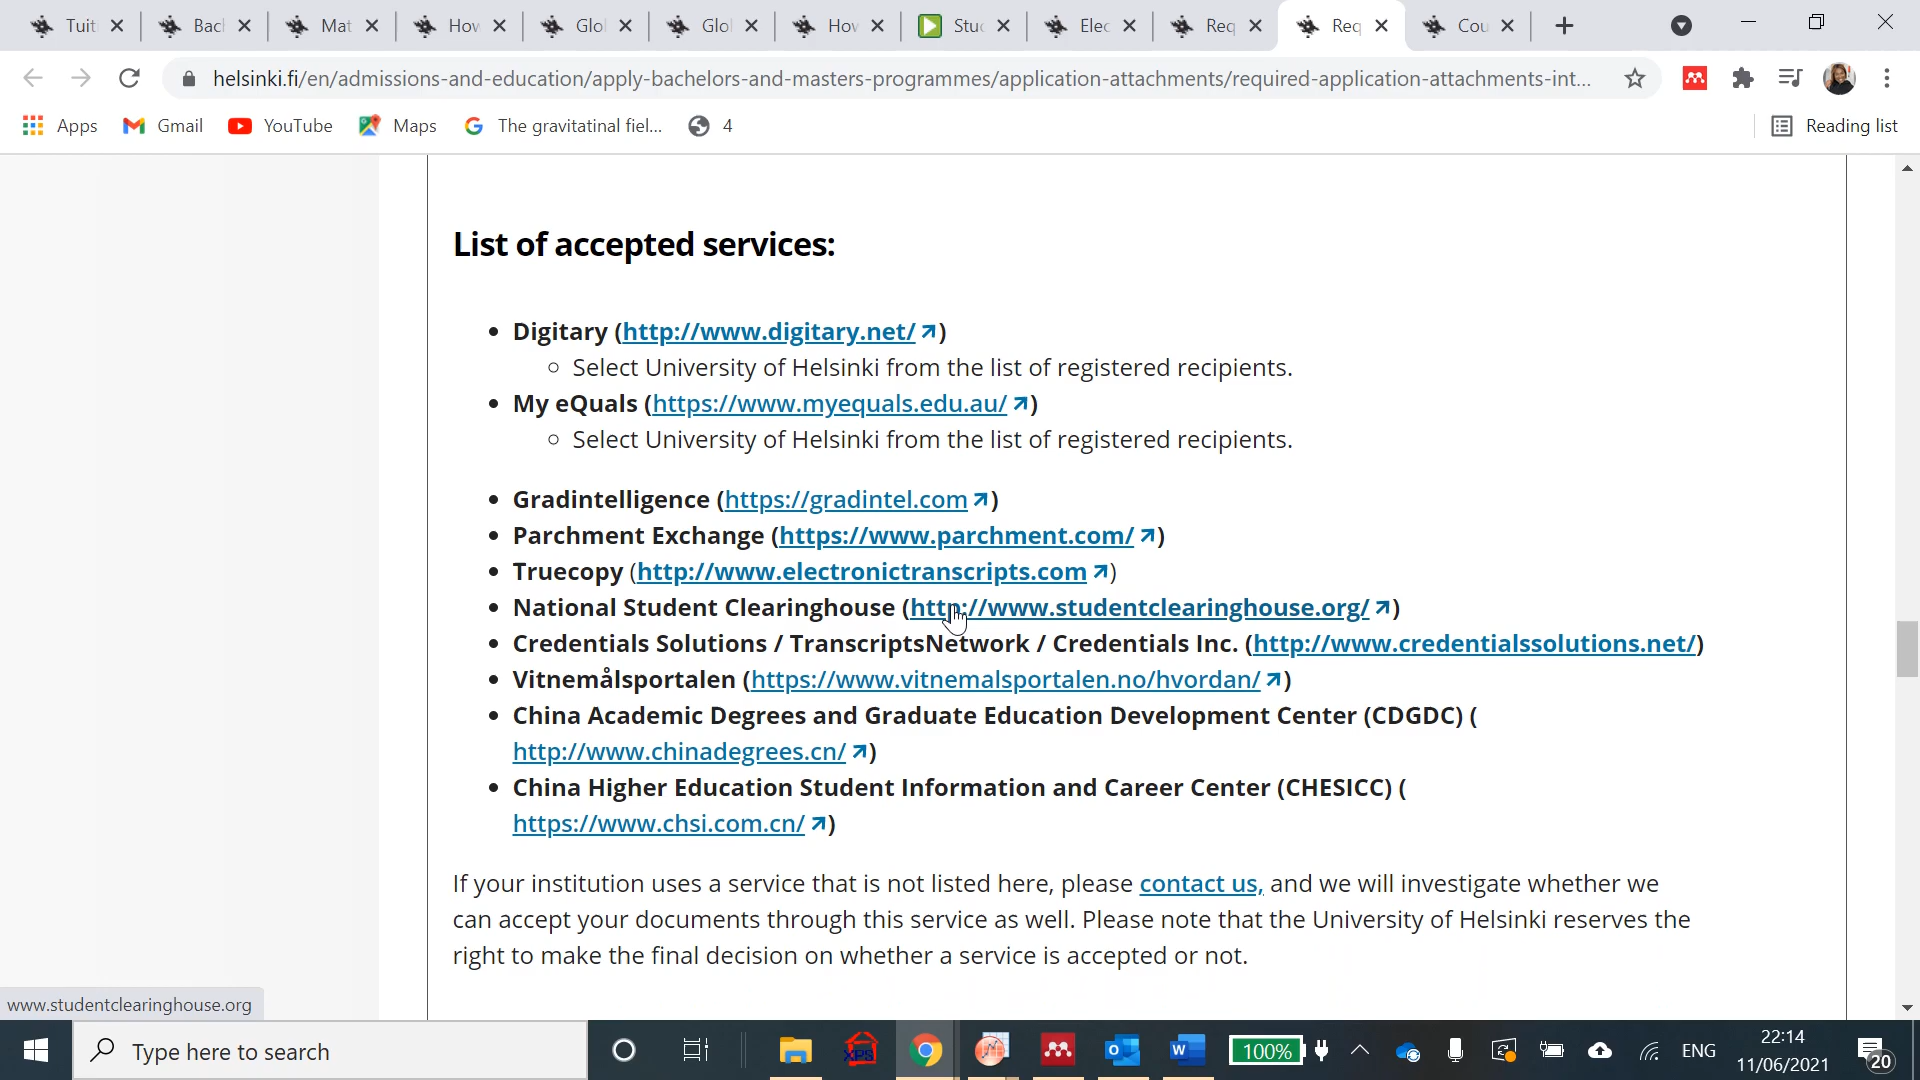 Tuit
Bach
Mat
How
Glo
Glo
How
Stud
Elec
Req
Req
Cou
helsinki.fi/en/admissions-and-education/apply-bachelors-and-masters-programmes/application-attachments/required-application-attachments-int...
Apps
Gmail
YouTube
Maps
The gravitatinal fiel...
4
Reading list
List of accepted services:
• Digitary (http://www.digitary.net/)
○ Select University of Helsinki from the list of registered recipients.
• My eQuals (https://www.myequals.edu.au/)
○ Select University of Helsinki from the list of registered recipients.
• Gradintelligence (https://gradintel.com)
• Parchment Exchange (https://www.parchment.com/)
• Truecopy (http://www.electronictranscripts.com)
• National Student Clearinghouse (http://www.studentclearinghouse.org/)
• Credentials Solutions / TranscriptsNetwork / Credentials Inc. (http://www.credentialssolutions.net/)
• Vitnemålsportalen (https://www.vitnemalsportalen.no/hvordan/)
• China Academic Degrees and Graduate Education Development Center (CDGDC) (
http://www.chinadegrees.cn/)
• China Higher Education Student Information and Career Center (CHESICC) (
https://www.chsi.com.cn/)
If your institution uses a service that is not listed here, please contact us, and we will investigate whether we
can accept your documents through this service as well. Please note that the University of Helsinki reserves the
right to make the final decision on whether a service is accepted or not.
www.studentclearinghouse.org
Type here to search
XPS
100%
ENG
22:14
11/06/2021
20